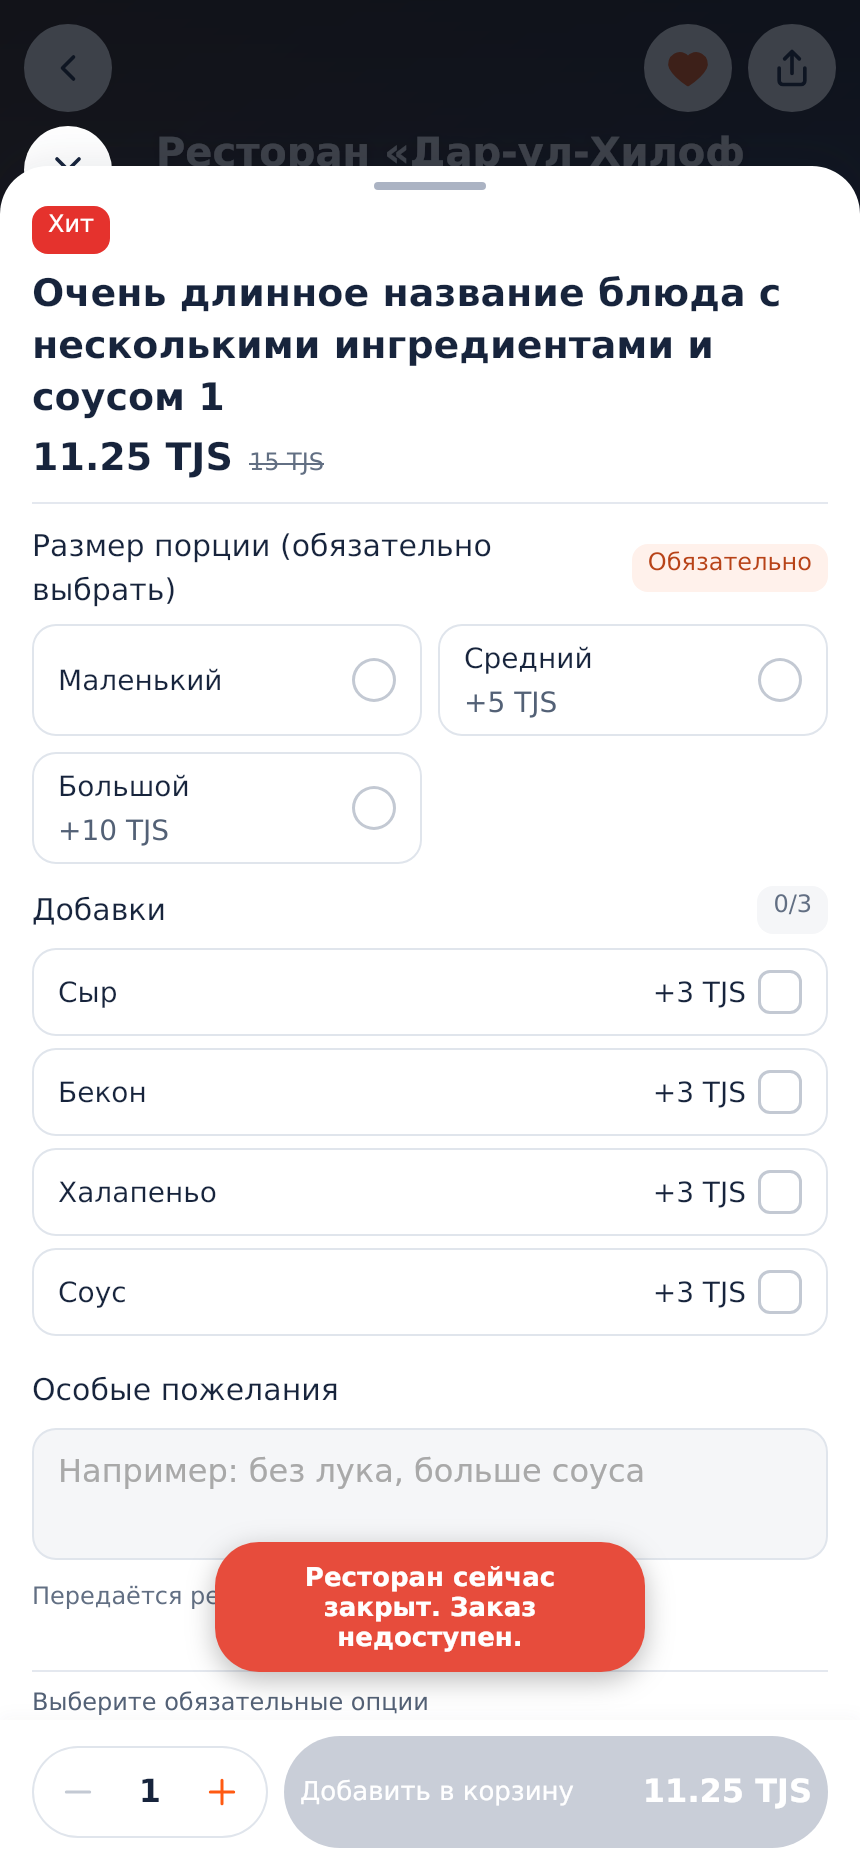 Ресторан «Дар-ул-Хилоф
Хит
Очень длинное название блюда с
несколькими ингредиентами и
соусом 1
11.25 TJS 15 TJS
Размер порции (обязательно
выбрать)
Обязательно
Маленький
Средний
+5 TJS
Большой
+10 TJS
Добавки
0/3
Сыр +3 TJS
Бекон +3 TJS
Халапеньо +3 TJS
Соус +3 TJS
Особые пожелания
Например: без лука, больше соуса
Передаётся
Ресторан сейчас
закрыт. Заказ
недоступен.
Выберите обязательные опции
1
Добавить в корзину 11.25 TJS